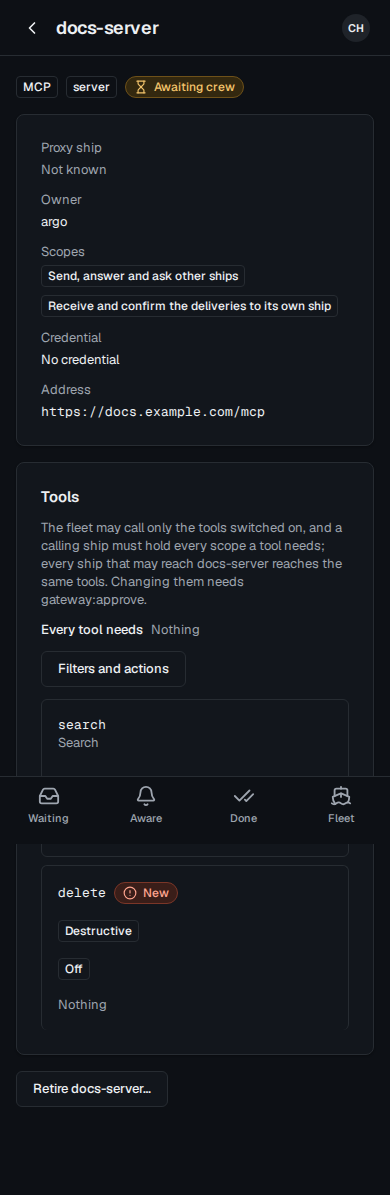 docs-server
CH
MCP
server
Awaiting crew
Proxy ship
Not known
Owner
argo
Scopes
Send, answer and ask other ships
Receive and confirm the deliveries to its own ship
Credential
No credential
Address
https://docs.example.com/mcp
Tools
The fleet may call only the tools switched on, and a
calling ship must hold every scope a tool needs;
every ship that may reach docs-server reaches the
same tools. Changing them needs
gateway:approve.
Every tool needs Nothing
Filters and actions
search
Search
Waiting
Aware
Done
Fleet
delete
New
Destructive
Off
Nothing
Retire docs-server...